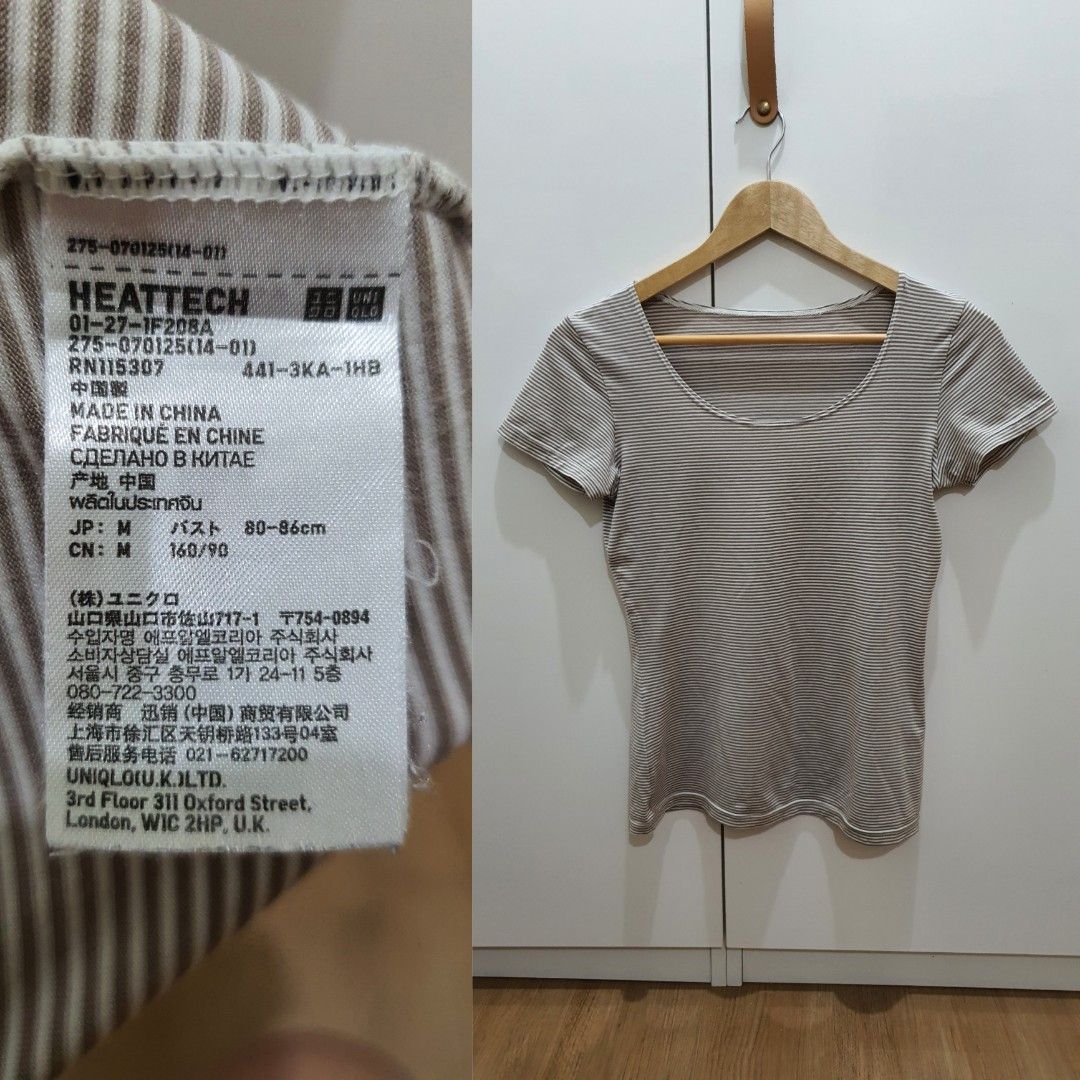 275-070125(14-01)
HEATTECH ユニクロ UNIQLO
01-27-1F208A
275-070125(14-01)
RN115307 441-3KA-1HB
中国製
MADE IN CHINA
FABRIQUÉ EN CHINE
СДЕЛАНО В КИТАЕ
产地 中国
ผลิตในประเทศจีน
JP: M バスト 80-86cm
CN: M 160/90
(株)ユニクロ
山口県山口市佐山717-1 〒754-0894
수입자명 에프알엘코리아 주식회사
소비자상담실 에프알엘코리아 주식회사
서울시 중구 충무로 1가 24-11 5층
080-722-3300
经销商 迅销(中国)商贸有限公司
上海市徐汇区天钥桥路133号04室
售后服务电话 021-62717200
UNIQLO(U.K.)LTD.
3rd Floor 311 Oxford Street,
London, W1C 2HP, U.K.